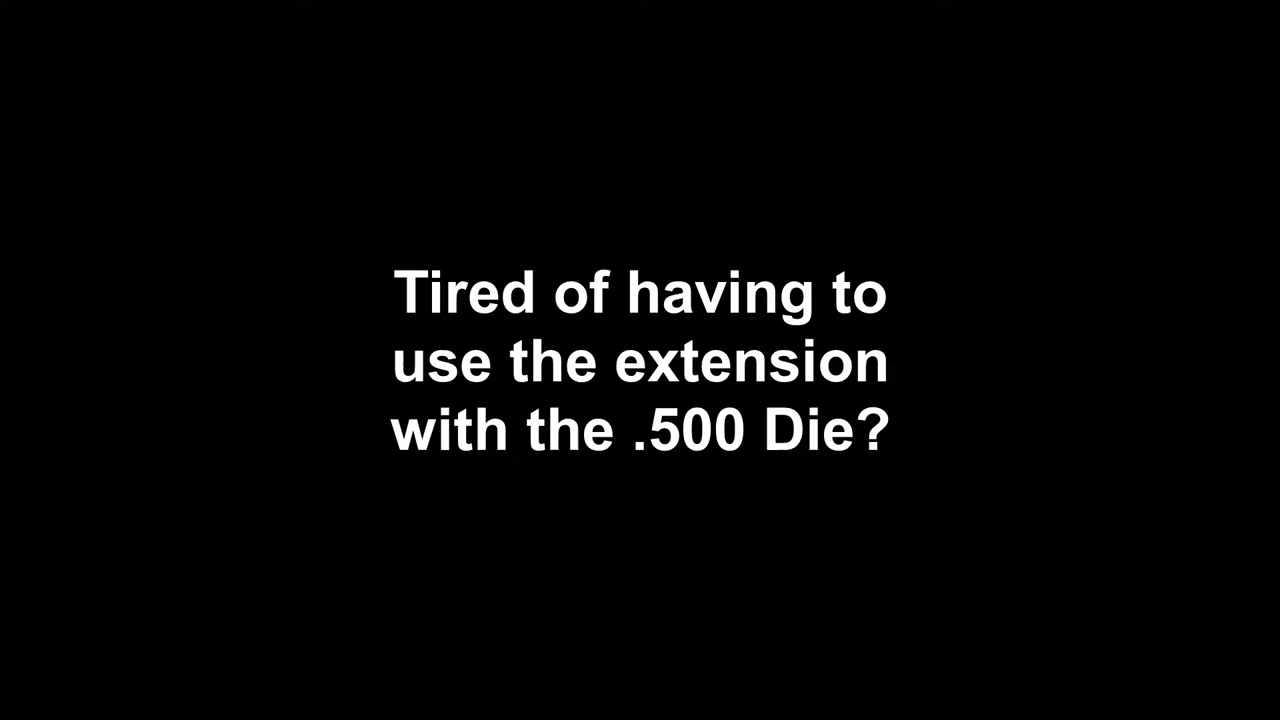 Tired of having to
use the extension
with the .500 Die?